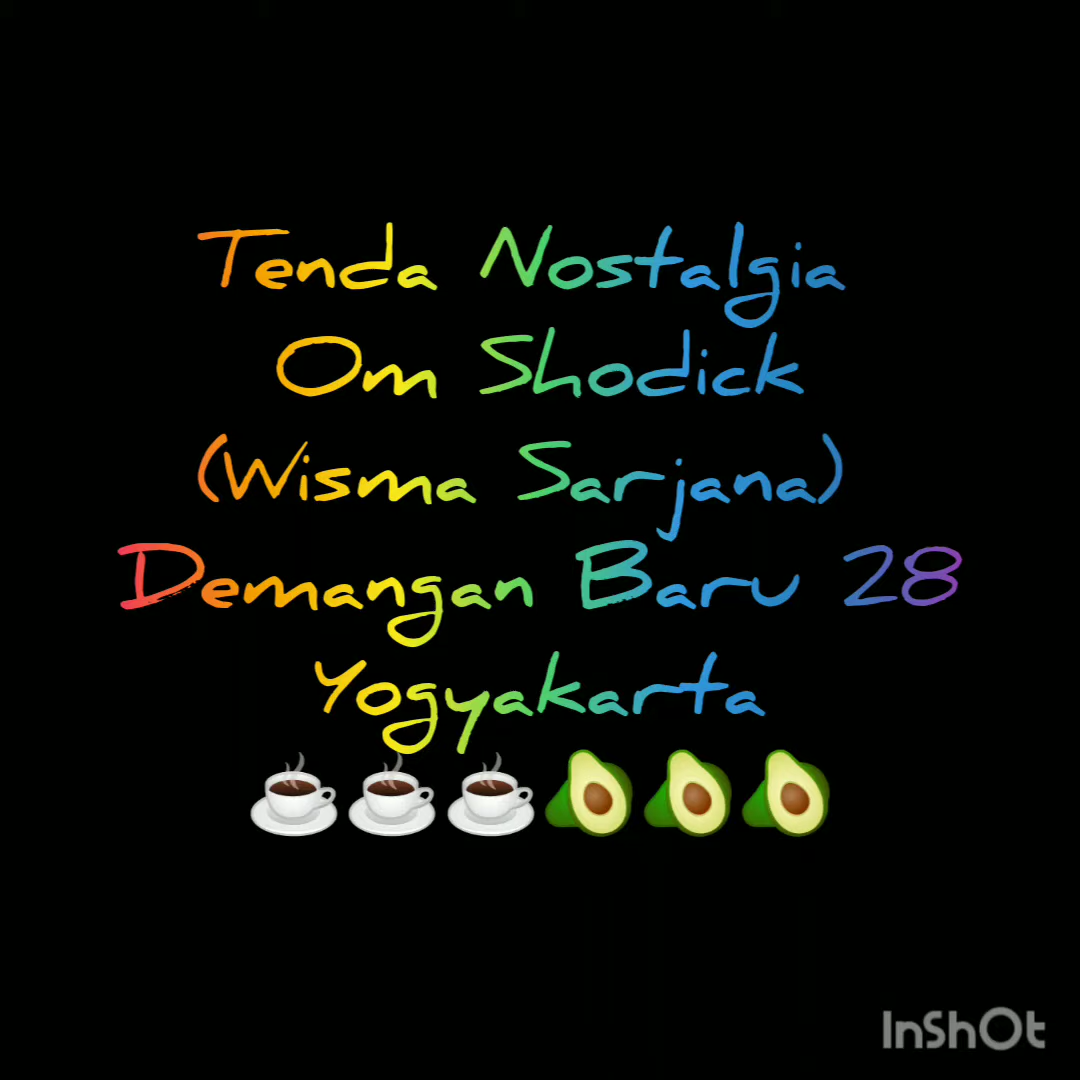 Tenda Nostalgia
Om Shodick
(Wisma Sarjana)
Demangan Baru 28
Yogyakarta
☕☕☕🥑🥑🥑
InShOt